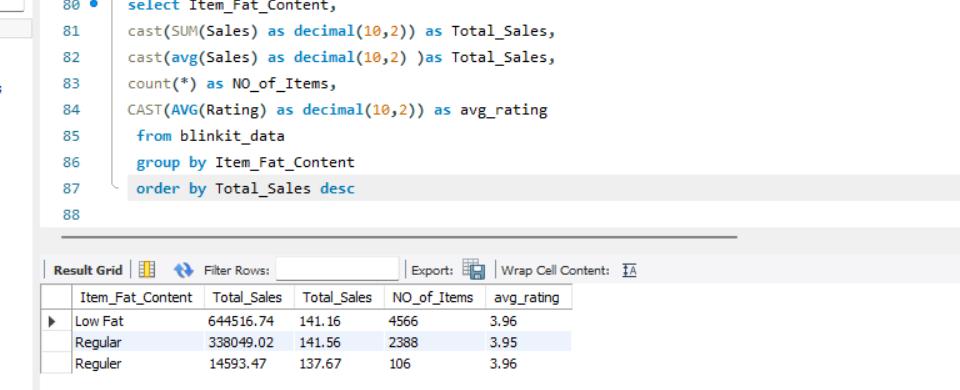 80 select Item_Fat_Content,
81 cast(SUM(Sales) as decimal(10,2)) as Total_Sales,
82 cast(avg(Sales) as decimal(10,2) )as Total_Sales,
83 count(*) as NO_of_Items,
84 CAST(AVG(Rating) as decimal(10,2)) as avg_rating
85 from blinkit_data
86 group by Item_Fat_Content
87 order by Total_Sales desc
88
Result Grid Filter Rows: Export: Wrap Cell Content:
Item_Fat_Content Total_Sales Total_Sales NO_of_Items avg_rating
Low Fat 644516.74 141.16 4566 3.96
Regular 338049.02 141.56 2388 3.95
Reguler 14593.47 137.67 106 3.96